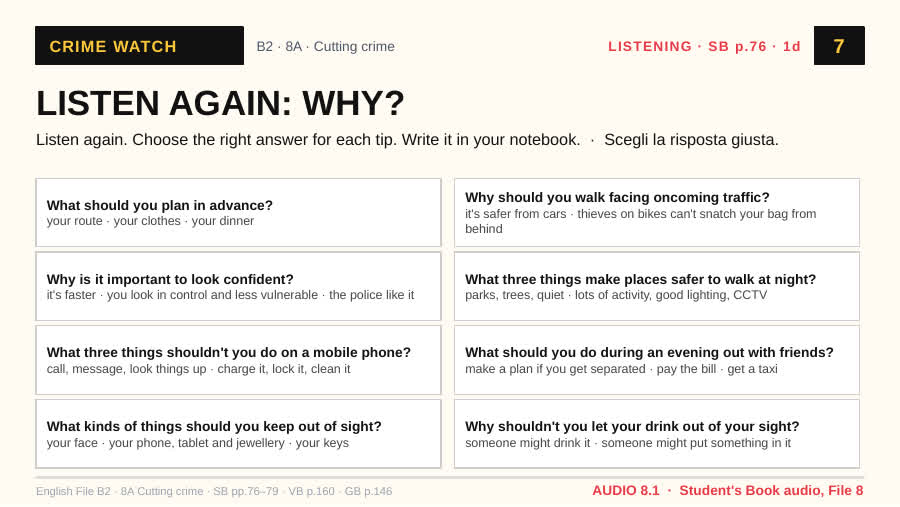 CRIME WATCH
B2 · 8A · Cutting crime
LISTENING · SB p.76 · 1d
7
LISTEN AGAIN: WHY?
Listen again. Choose the right answer for each tip. Write it in your notebook. · Scegli la risposta giusta.
What should you plan in advance?
your route · your clothes · your dinner
Why should you walk facing oncoming traffic?
it's safer from cars · thieves on bikes can't snatch your bag from
behind
Why is it important to look confident?
it's faster · you look in control and less vulnerable · the police like it
What three things make places safer to walk at night?
parks, trees, quiet · lots of activity, good lighting, CCTV
What three things shouldn't you do on a mobile phone?
call, message, look things up · charge it, lock it, clean it
What should you do during an evening out with friends?
make a plan if you get separated · pay the bill · get a taxi
What kinds of things should you keep out of sight?
your face · your phone, tablet and jewellery · your keys
Why shouldn't you let your drink out of your sight?
someone might drink it · someone might put something in it
English File B2 · 8A Cutting crime · SB pp.76–79 · VB p.160 · GB p.146
AUDIO 8.1 · Student's Book audio, File 8